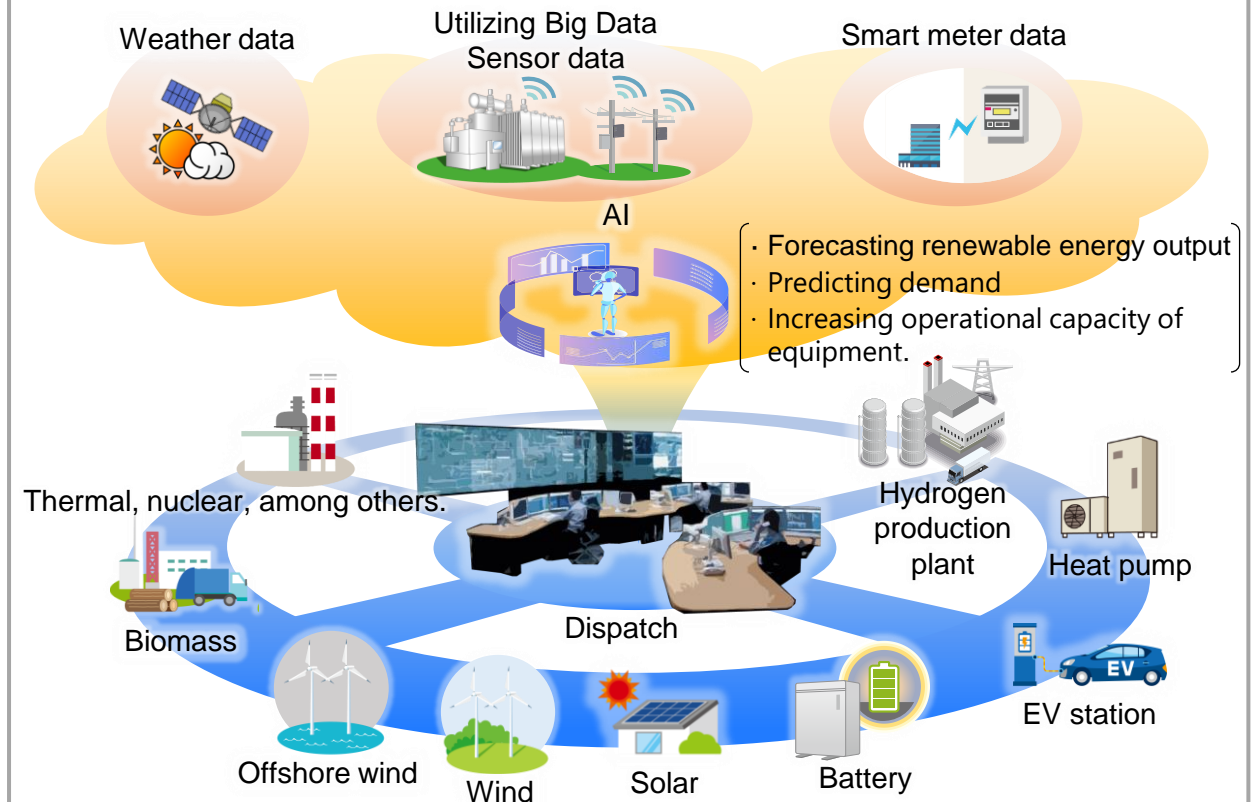 Weather data
Utilizing Big Data
Sensor data
Smart meter data
AI
· Forecasting renewable energy output
· Predicting demand
· Increasing operational capacity of
equipment.
Thermal, nuclear, among others.
Hydrogen
production
plant
Heat pump
Biomass
Dispatch
EV
EV station
Offshore wind
Wind
Solar
Battery